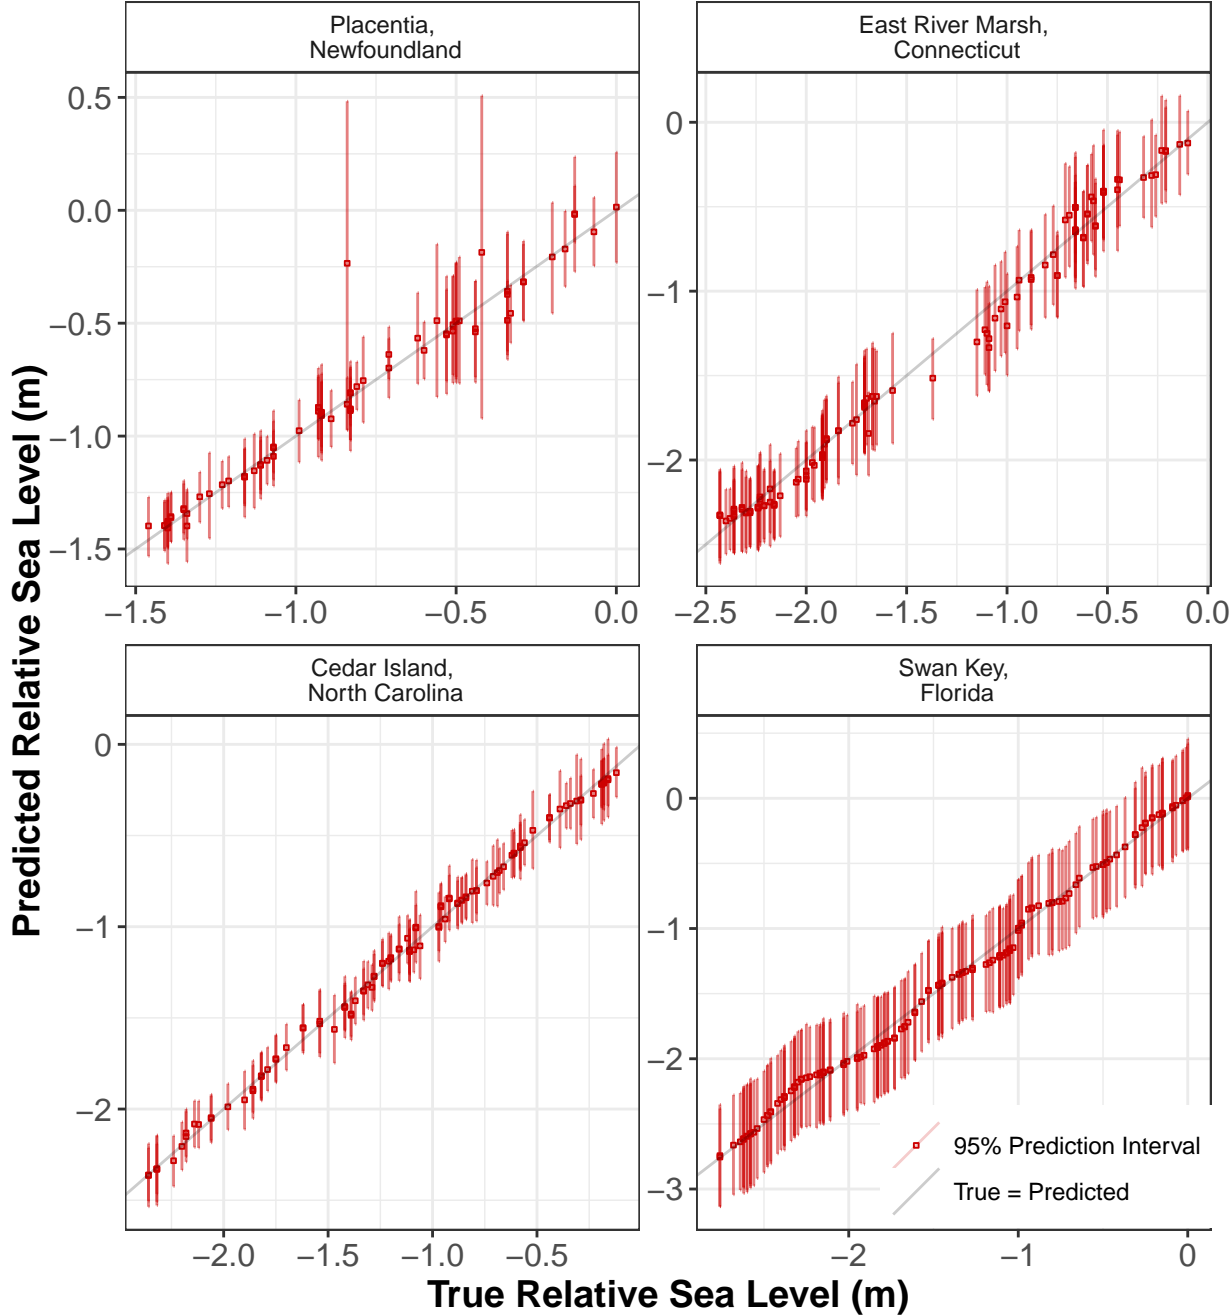 Placentia,
Newfoundland
East River Marsh,
Connecticut
0.5
0.0
−0.5
−1.0
−1.5
0
−1
−2
−1.5
−1.0
−0.5
0.0
−2.5
−2.0
−1.5
−1.0
−0.5
0.0
Predicted Relative Sea Level (m)
Cedar Island,
North Carolina
Swan Key,
Florida
0
−1
−2
0
−1
−2
−3
95% Prediction Interval
True = Predicted
−2.0
−1.5
−1.0
−0.5
−2
−1
0
True Relative Sea Level (m)